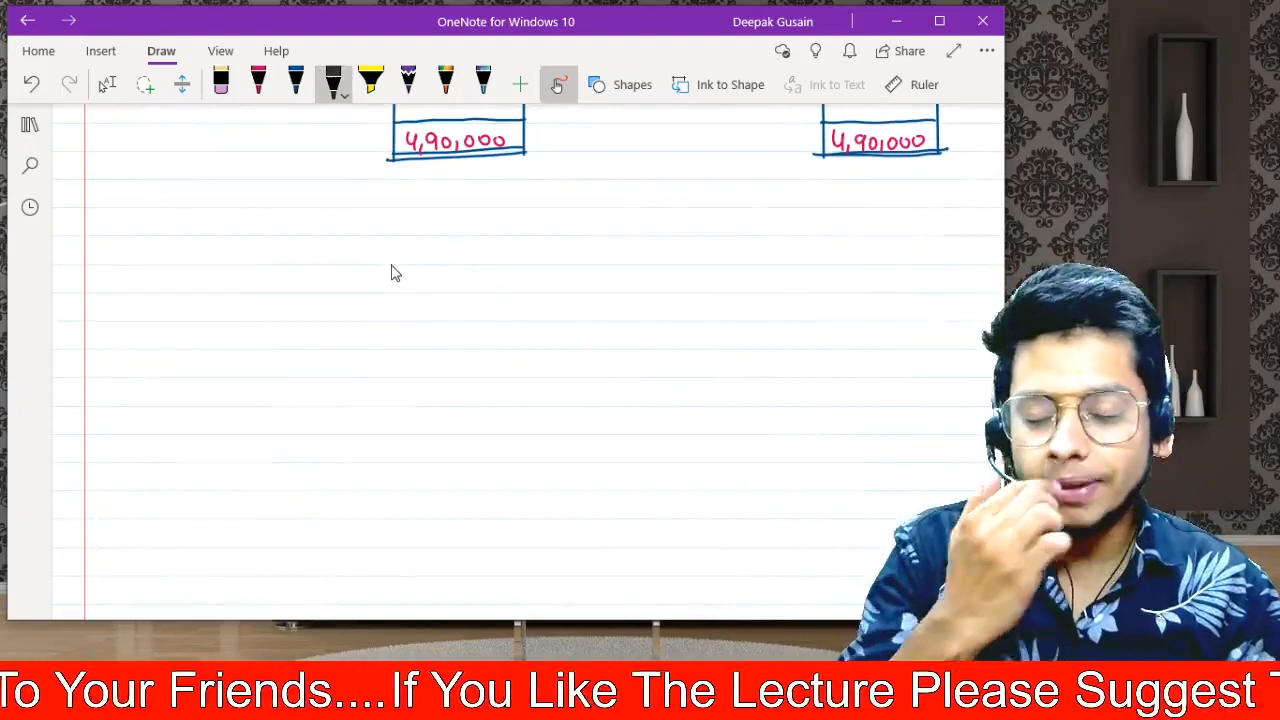 OneNote for Windows 10
Deepak Gusain
Home Insert Draw View Help
Share
Shapes Ink to Shape Ink to Text Ruler
4,90,000 4,90,000
To Your Friends....If You Like The Lecture Please Suggest T